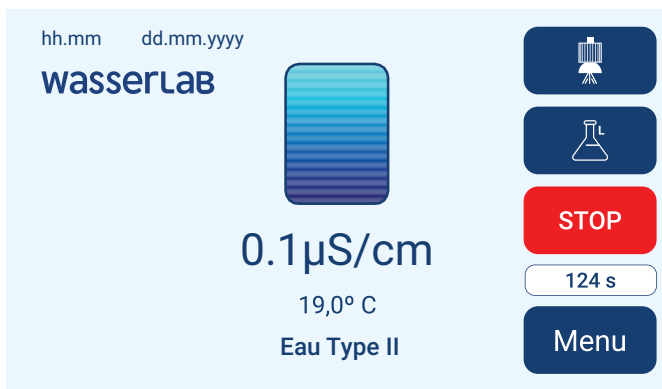 hh.mm dd.mm.yyyy
wasserLAB
0.1µS/cm
19,0º C
Eau Type II
L
STOP
124 s
Menu